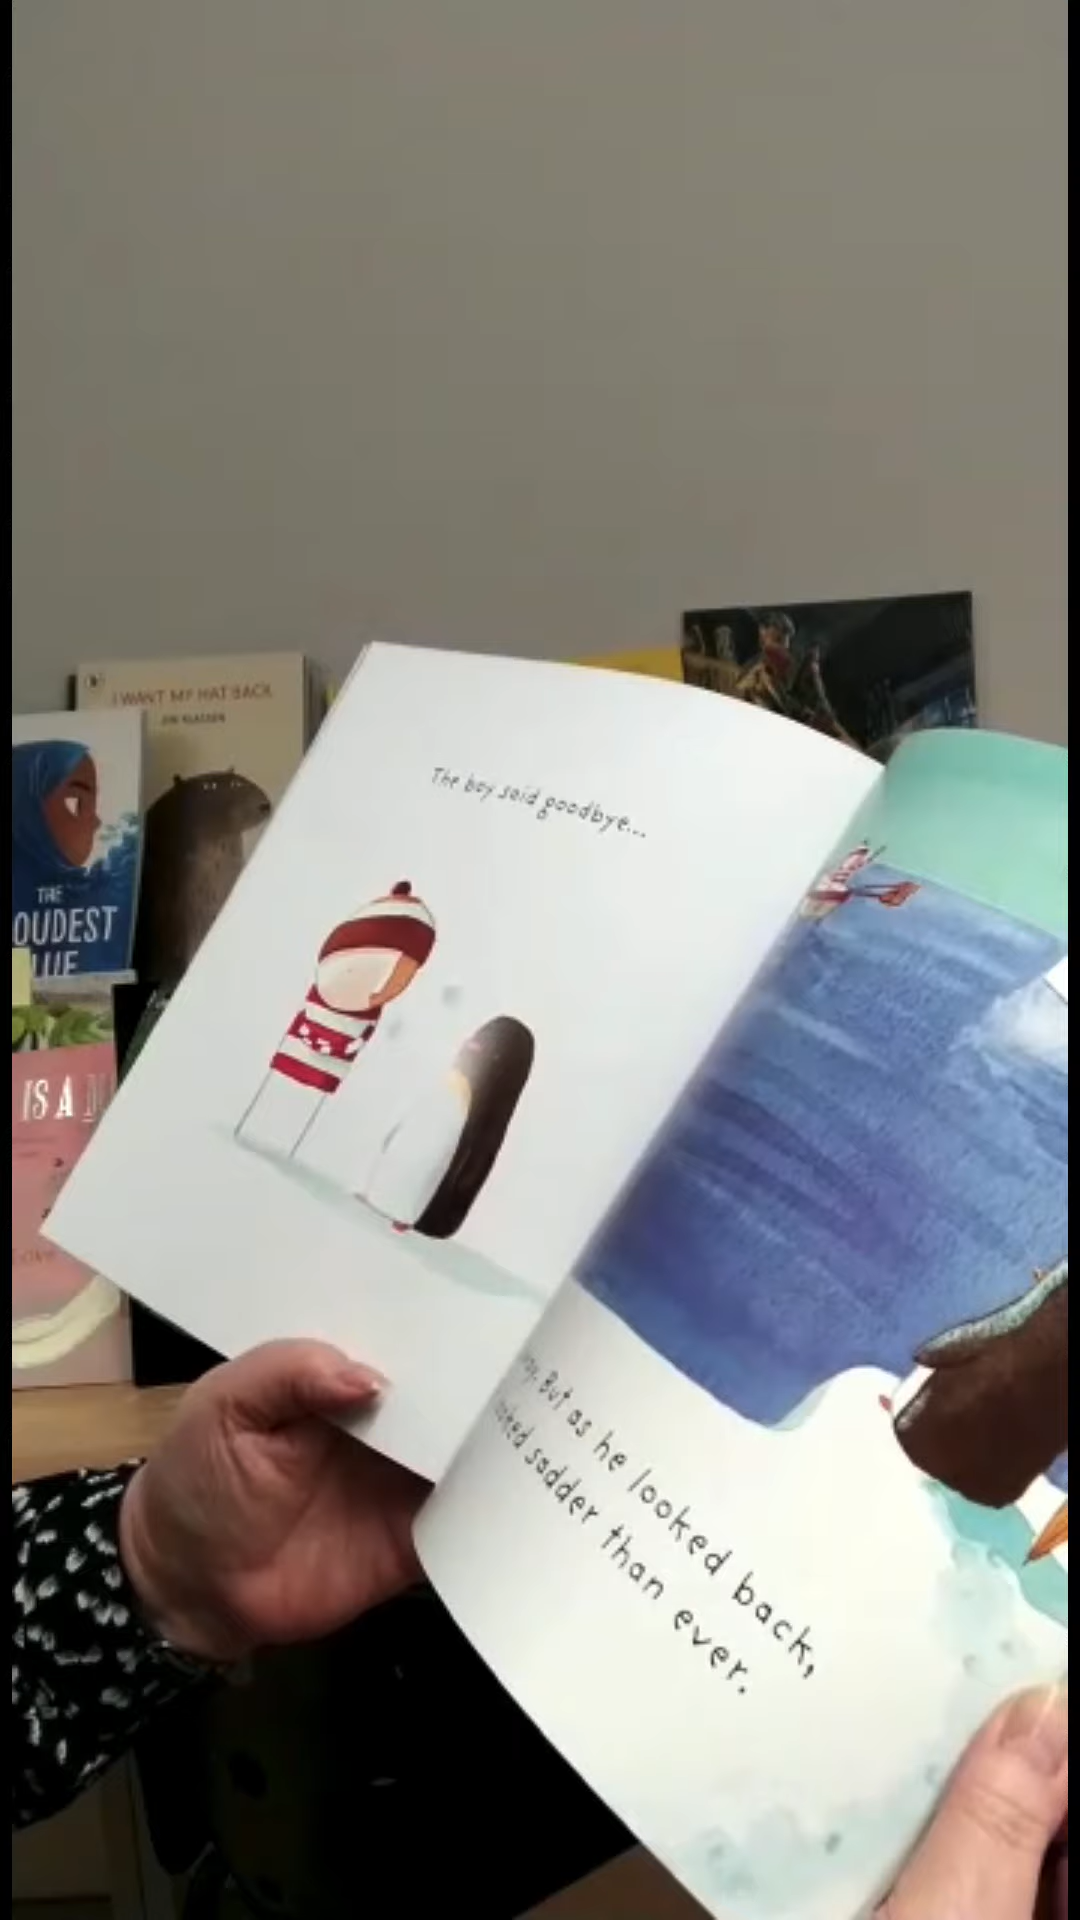 I WANT MY HAT BACK
JON KLASSEN
The boy said goodbye...
THE
OUDEST
IS A
But as he looked back,
sadder than ever.